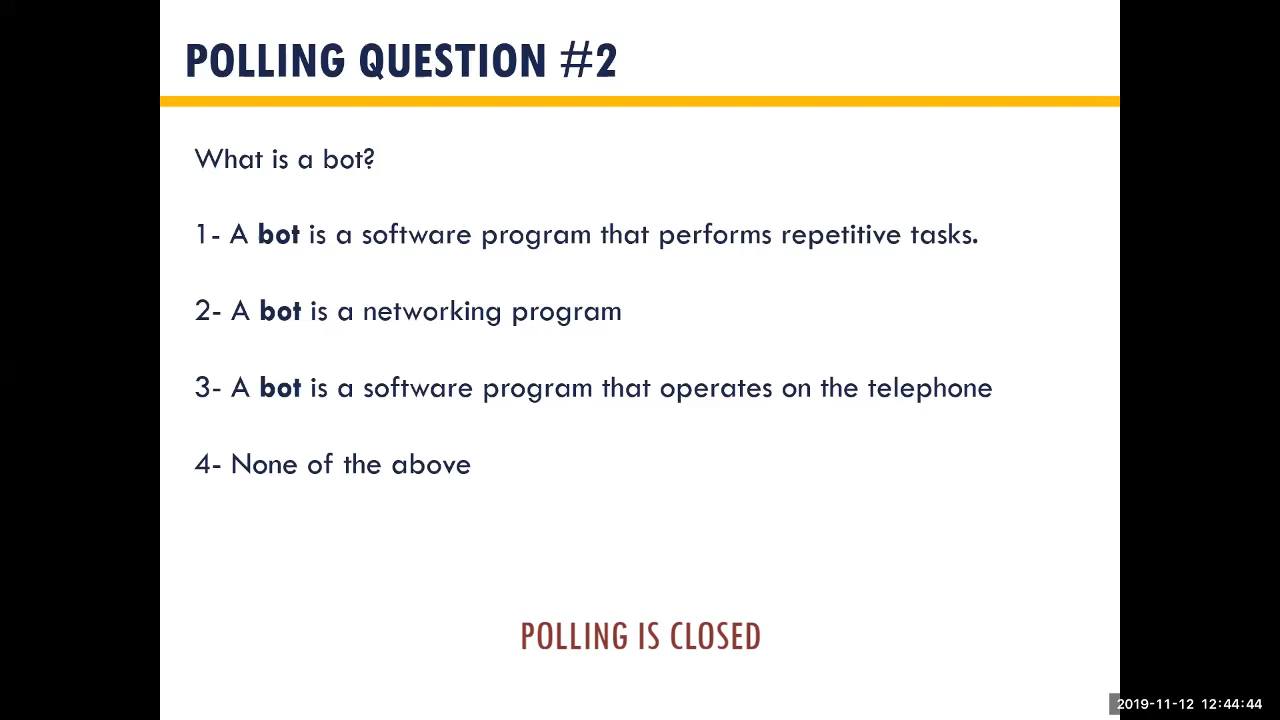 POLLING QUESTION #2
What is a bot?
1- A bot is a software program that performs repetitive tasks.
2- A bot is a networking program
3- A bot is a software program that operates on the telephone
4- None of the above
POLLING IS CLOSED
2019-11-12 12:44:44